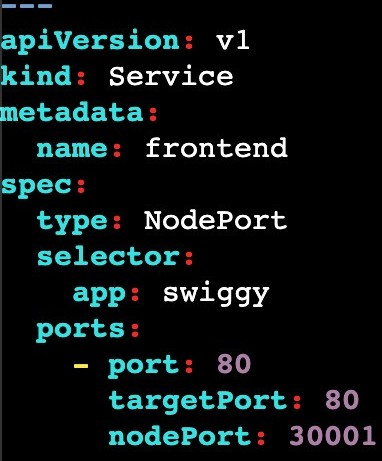 ---
apiVersion: v1
kind: Service
metadata:
  name: frontend
spec:
  type: NodePort
  selector:
    app: swiggy
  ports:
    - port: 80
      targetPort: 80
      nodePort: 30001